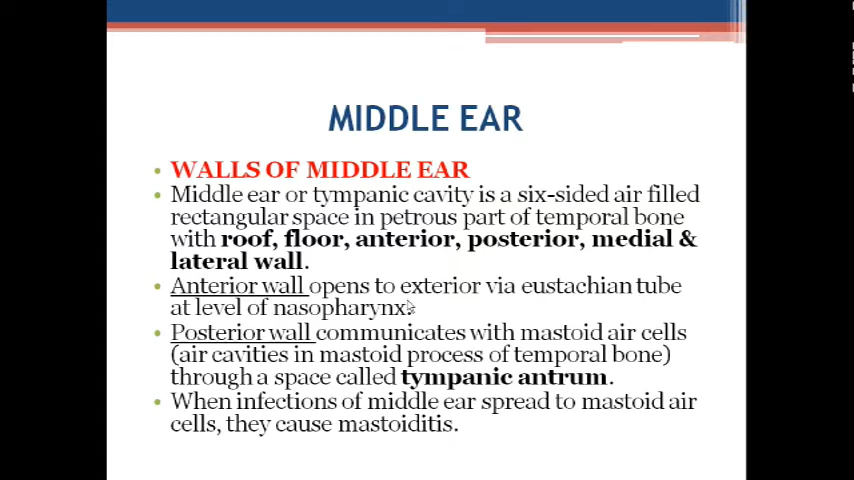 MIDDLE EAR
• WALLS OF MIDDLE EAR
• Middle ear or tympanic cavity is a six-sided air filled
rectangular space in petrous part of temporal bone
with roof, floor, anterior, posterior, medial &
lateral wall.
• Anterior wall opens to exterior via eustachian tube
at level of nasopharynx
• Posterior wall communicates with mastoid air cells
(air cavities in mastoid process of temporal bone)
through a space called tympanic antrum.
• When infections of middle ear spread to mastoid air
cells, they cause mastoiditis.